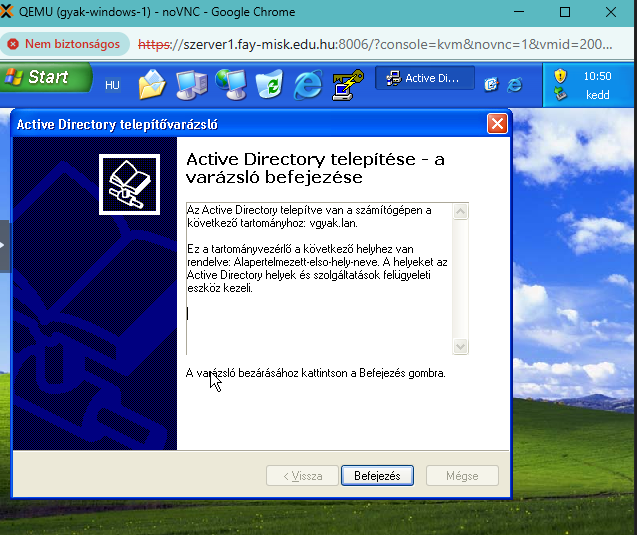 QEMU (gyak-windows-1) - noVNC - Google Chrome
Nem biztonságos
https://szerver1.fay-misk.edu.hu:8006/?console=kvm&novnc=1&vmid=200...
Start
HU
Active Di...
10:50
kedd
Active Directory telepítővarázsló
Active Directory telepítése - a
varázsló befejezése
Az Active Directory telepítve van a számítógépen a
következő tartományhoz: vgyak.lan.
Ez a tartományvezérlő a következő helyhez van
rendelve: Alapertelmezett-elso-hely-neve. A helyeket az
Active Directory helyek és szolgáltatások felügyeleti
eszköz kezeli.
A varázsló bezárásához kattintson a Befejezés gombra.
< Vissza
Befejezés
Mégse